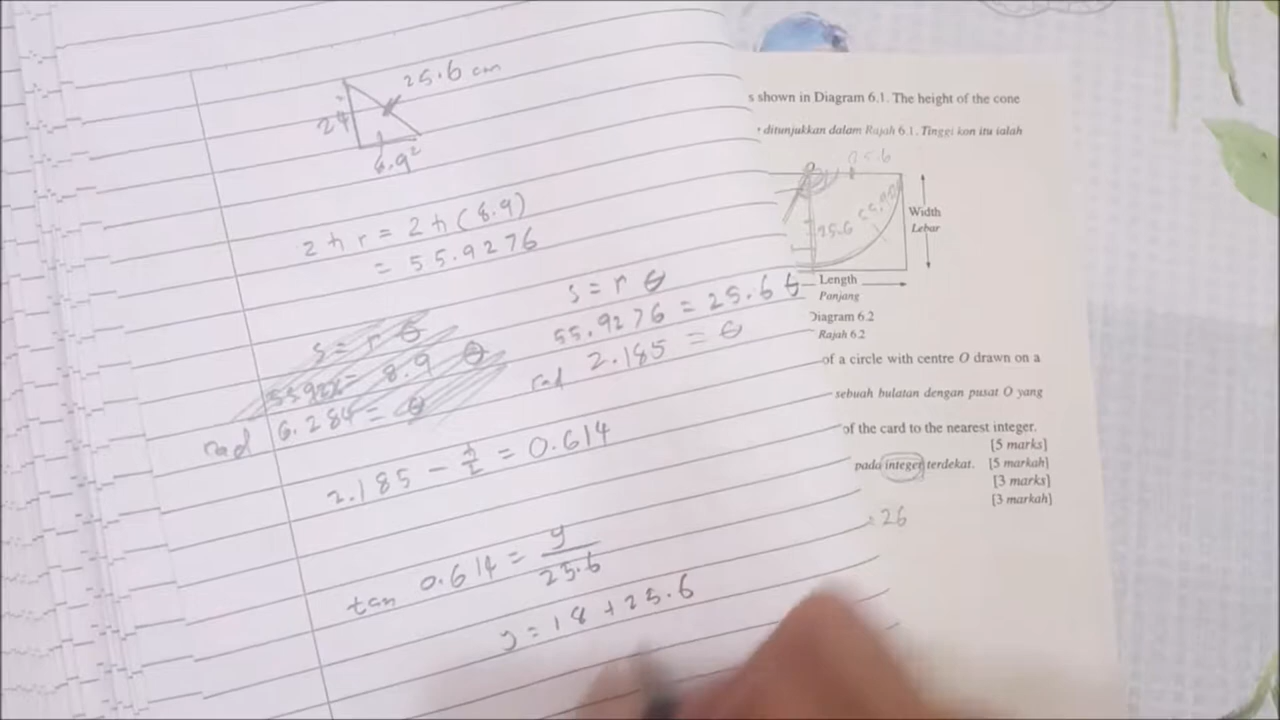 25.6 cm
24
8.9²
2πr = 2π(8.9)
= 55.9276
s = rθ
55.9276 = 25.6 θ
rad 2.185 = θ
s = rθ
8.9 θ
rad 6.284 = θ
2.185 − π/2 = 0.614
tan 0.614 = y/25.6
y = 18 + 25.6
s shown in Diagram 6.1. The height of the cone
ditunjukkan dalam Rajah 6.1. Tinggi kon itu ialah
O
25.6
25.6
Width
Lebar
Length
Panjang
Diagram 6.2
Rajah 6.2
of a circle with centre O drawn on a
sebuah bulatan dengan pusat O yang
of the card to the nearest integer.
[5 marks]
pada integer terdekat. [5 markah]
[3 marks]
[3 markah]
= 26